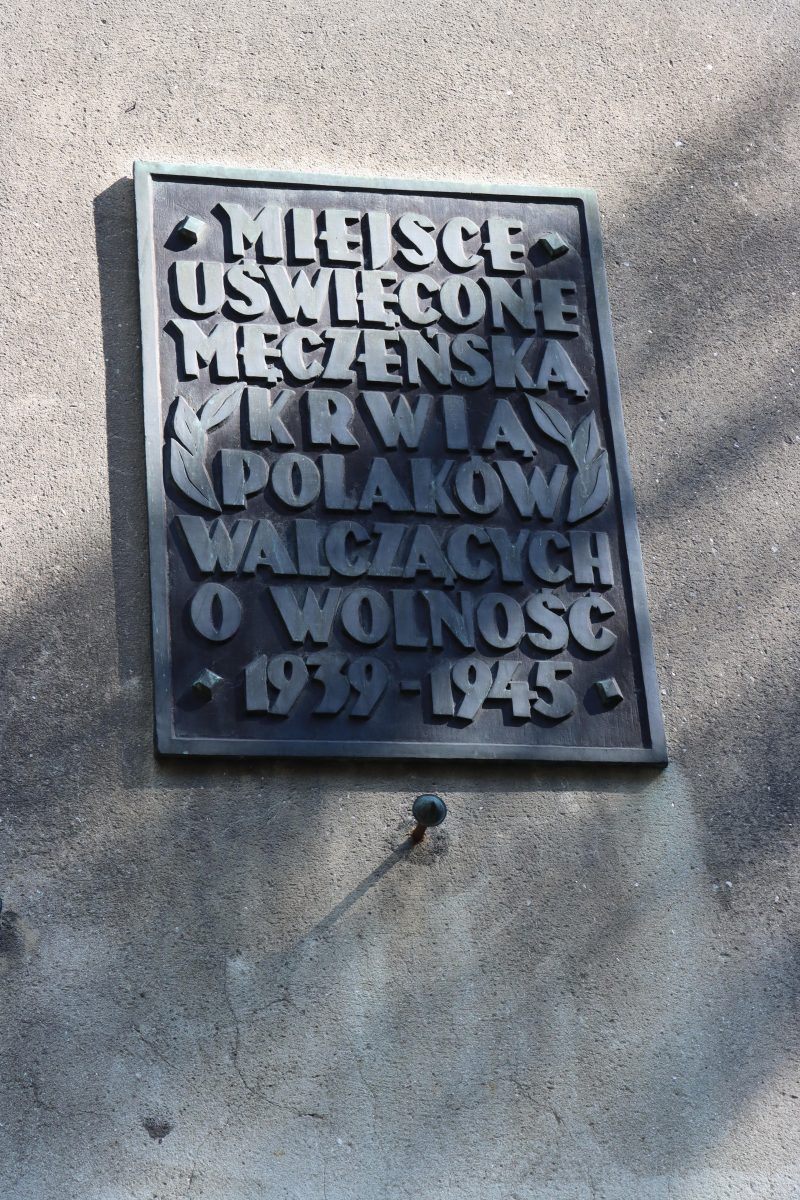 MIEJSCE
UŚWIĘCONE
MĘCZEŃSKĄ
KRWIĄ
POLAKÓW
WALCZĄCYCH
O WOLNOŚĆ
1939-1945